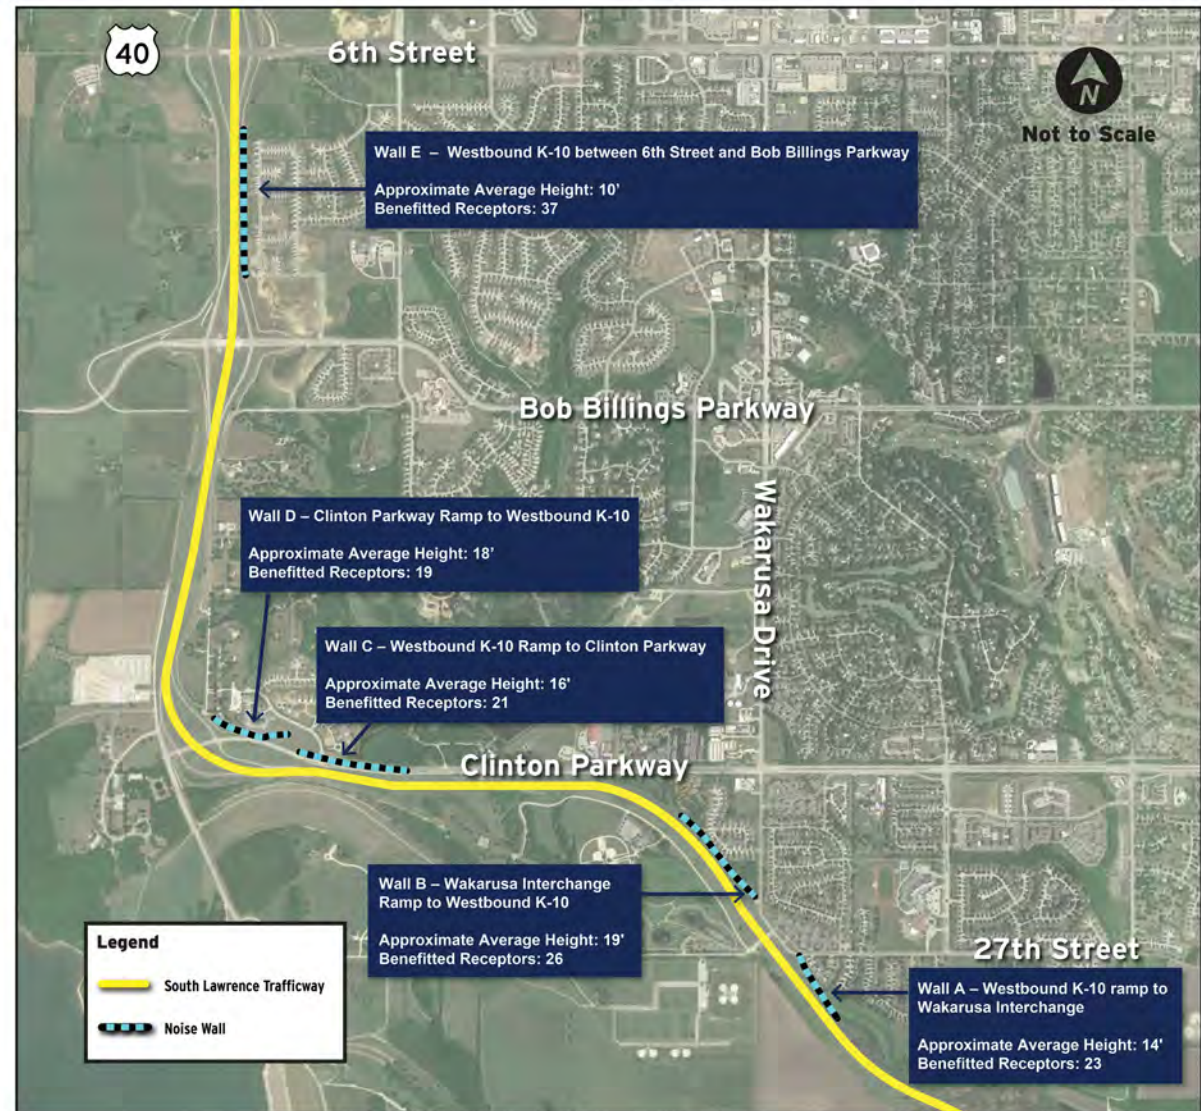 40
6th Street
N
Not to Scale
Wall E – Westbound K-10 between 6th Street and Bob Billings Parkway
Approximate Average Height: 10'
Benefitted Receptors: 37
Bob Billings Parkway
Wakarusa Drive
Wall D – Clinton Parkway Ramp to Westbound K-10
Approximate Average Height: 18'
Benefitted Receptors: 19
Wall C – Westbound K-10 Ramp to Clinton Parkway
Approximate Average Height: 16'
Benefitted Receptors: 21
Clinton Parkway
Wall B – Wakarusa Interchange
Ramp to Westbound K-10
Approximate Average Height: 19'
Benefitted Receptors: 26
27th Street
Wall A – Westbound K-10 ramp to
Wakarusa Interchange
Approximate Average Height: 14'
Benefitted Receptors: 23
Legend
South Lawrence Trafficway
Noise Wall